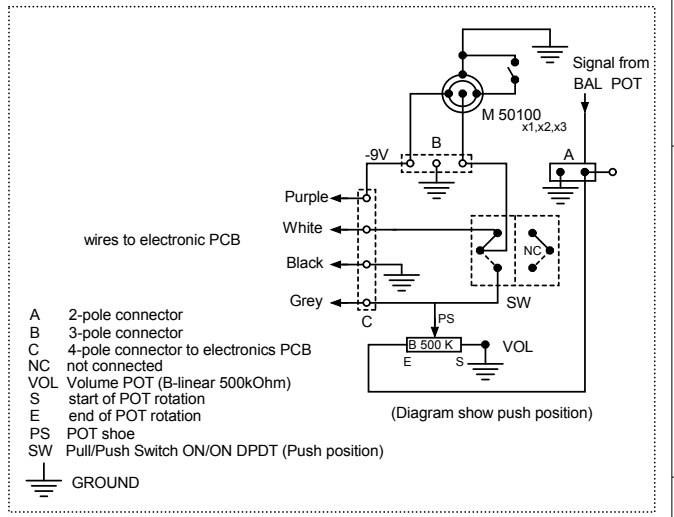 Signal from
BAL POT
M 50100
x1,x2,x3
B
A
-9V
Purple
White
wires to electronic PCB
NC
Black
Grey
SW
C
PS
B 500 K
VOL
E
S
(Diagram show push position)
A 2-pole connector
B 3-pole connector
C 4-pole connector to electronics PCB
NC not connected
VOL Volume POT (B-linear 500kOhm)
S start of POT rotation
E end of POT rotation
PS POT shoe
SW Pull/Push Switch ON/ON DPDT (Push position)
GROUND